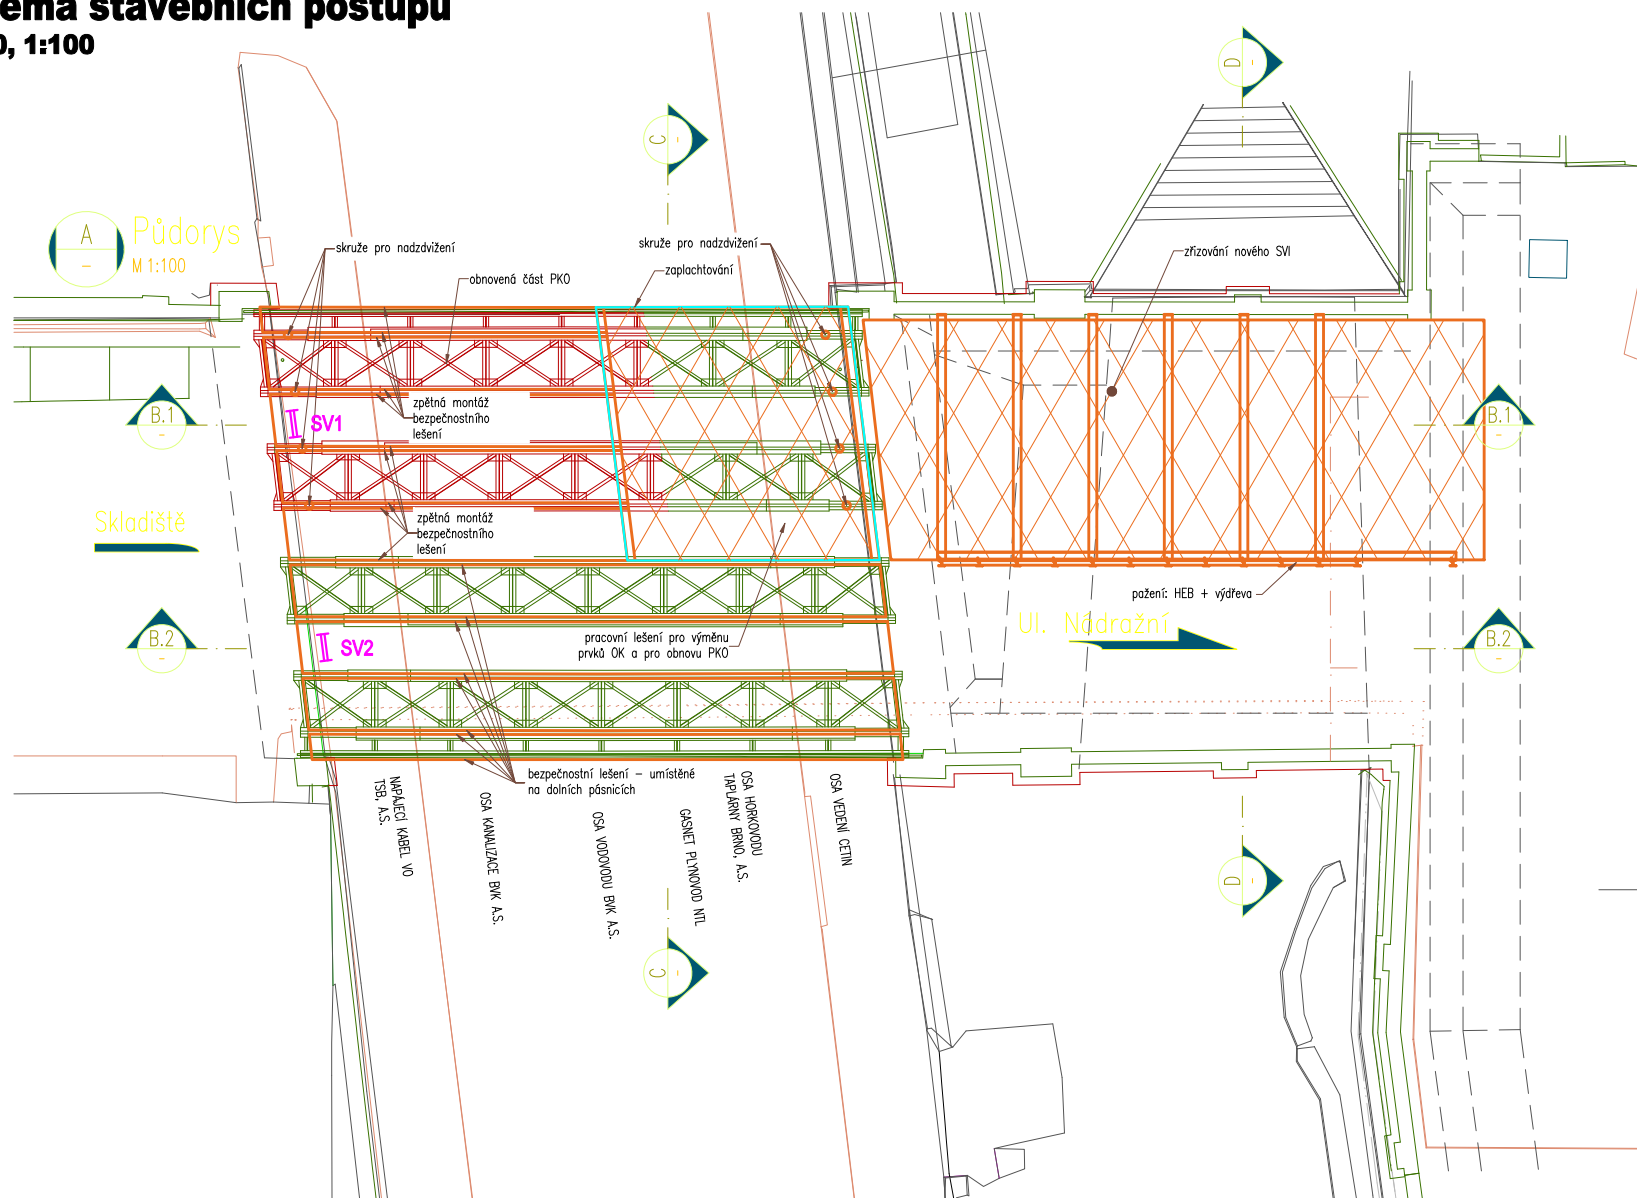 éma stavebních postupů
0, 1:100
D
-
C
-
A
-
Půdorys
M 1:100
skruže pro nadzdvižení
skruže pro nadzdvižení
obnovená část PKO
zaplachtování
zřizování nového SVI
B.1
-
B.1
-
zpětná montáž
bezpečnostního
lešení
SV1
zpětná montáž
bezpečnostního
lešení
Skladiště
pažení: HEB + výdřeva
Ul. Nádražní
B.2
-
B.2
-
SV2
pracovní lešení pro výměnu
prvků OK a pro obnovu PKO
bezpečnostní lešení – umístěné
na dolních pásnicích
NAPÁJECÍ KABEL VO
TSB, A.S.
OSA KANALIZACE BVK A.S.
OSA VODOVODU BVK A.S.
GASNET PLYNOVOD NTL
OSA HORKOVODU
TAPLÁRNY BRNO, A.S.
OSA VEDENÍ CETIN
D
-
C
-